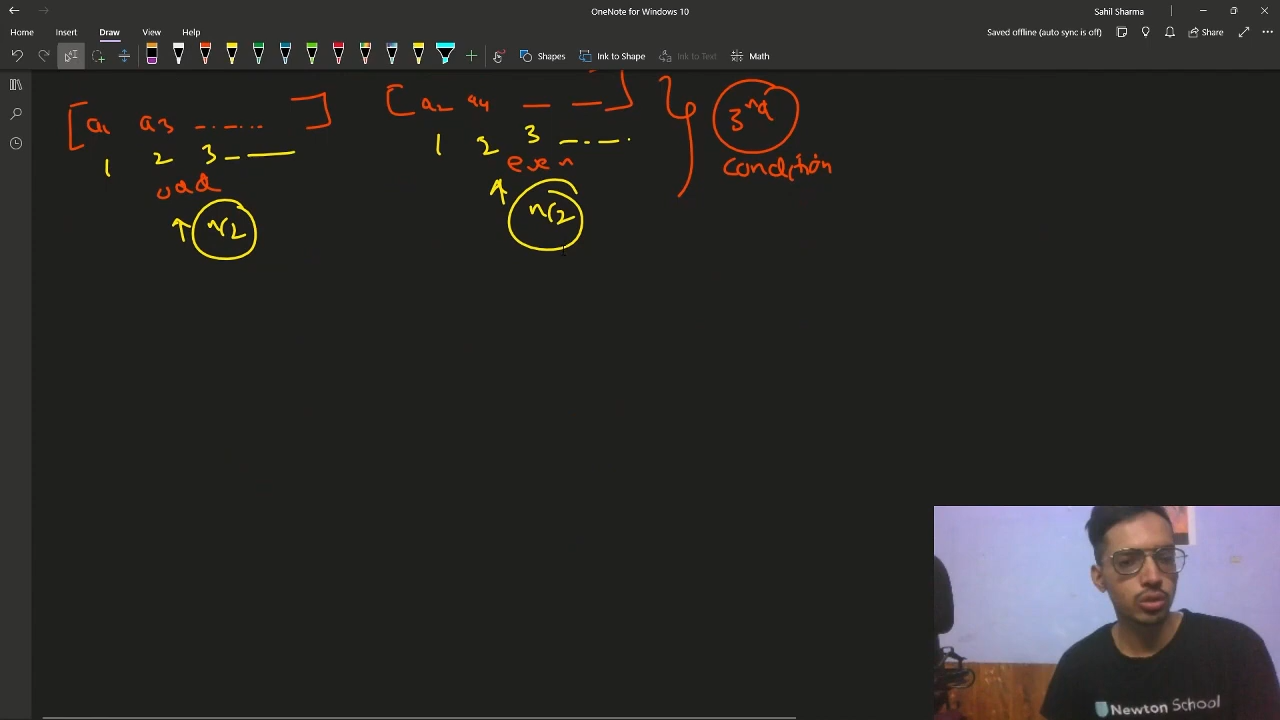 OneNote for Windows 10
Sahil Sharma
Home Insert Draw View Help
Saved offline (auto sync is off)
Share
Shapes Ink to Shape Ink to Text Math
[a1 a3 ------ ]
[a2 a4 — —]
3nd
1 2 3 - —
1 2 3 -----
condition
odd
even
n/2
n/2
Newton School